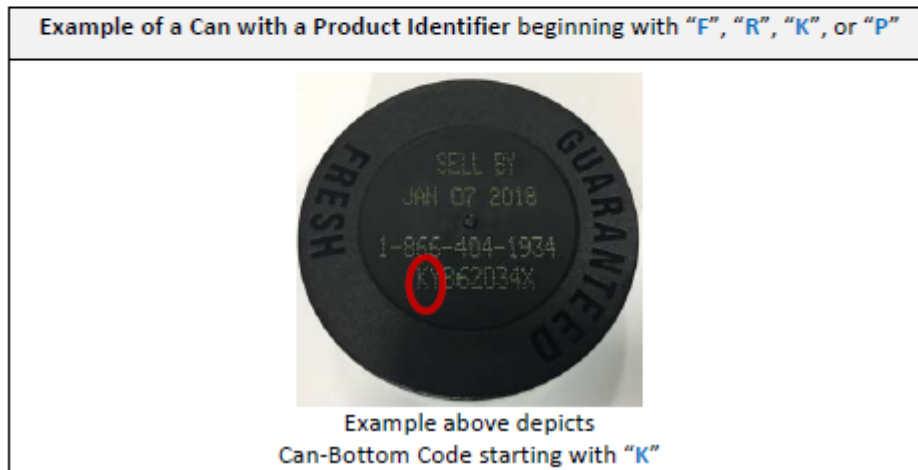 Example of a Can with a Product Identifier beginning with “F”, “R”, “K”, or “P”
FRESH
GUARANTEED
SELL BY
JAN 07 2018
1-866-404-1934
KY862034X
Example above depicts
Can-Bottom Code starting with “K”